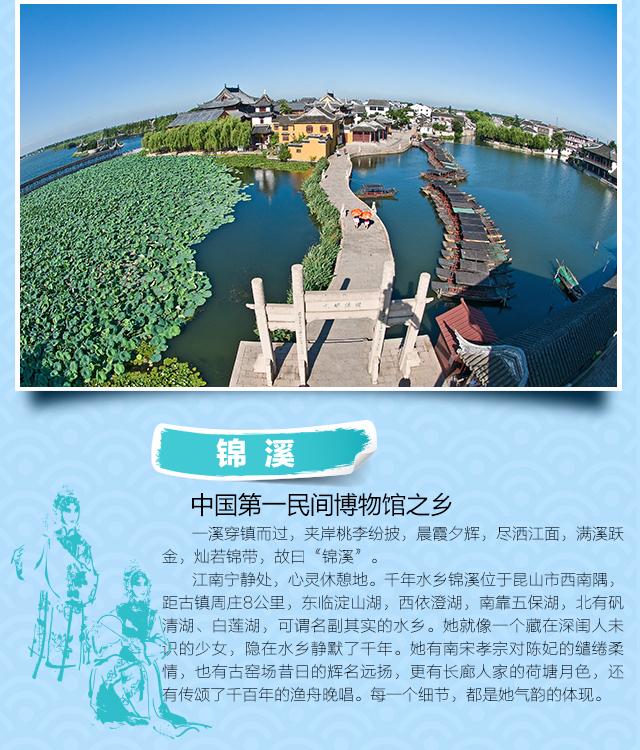 锦溪
中国第一民间博物馆之乡
一溪穿镇而过，夹岸桃李纷披，晨霞夕辉，尽洒江面，满溪跃
金，灿若锦带，故曰“锦溪”。
江南宁静处，心灵休憩地。千年水乡锦溪位于昆山市西南隅，
距古镇周庄8公里，东临淀山湖，西依澄湖，南靠五保湖，北有矾
清湖、白莲湖，可谓名副其实的水乡。她就像一个藏在深闺人未
识的少女，隐在水乡静默了千年。她有南宋孝宗对陈妃的缱绻柔
情，也有古窑场昔日的辉名远扬，更有长廊人家的荷塘月色，还
有传颂了千百年的渔舟晚唱。每一个细节，都是她气韵的体现。